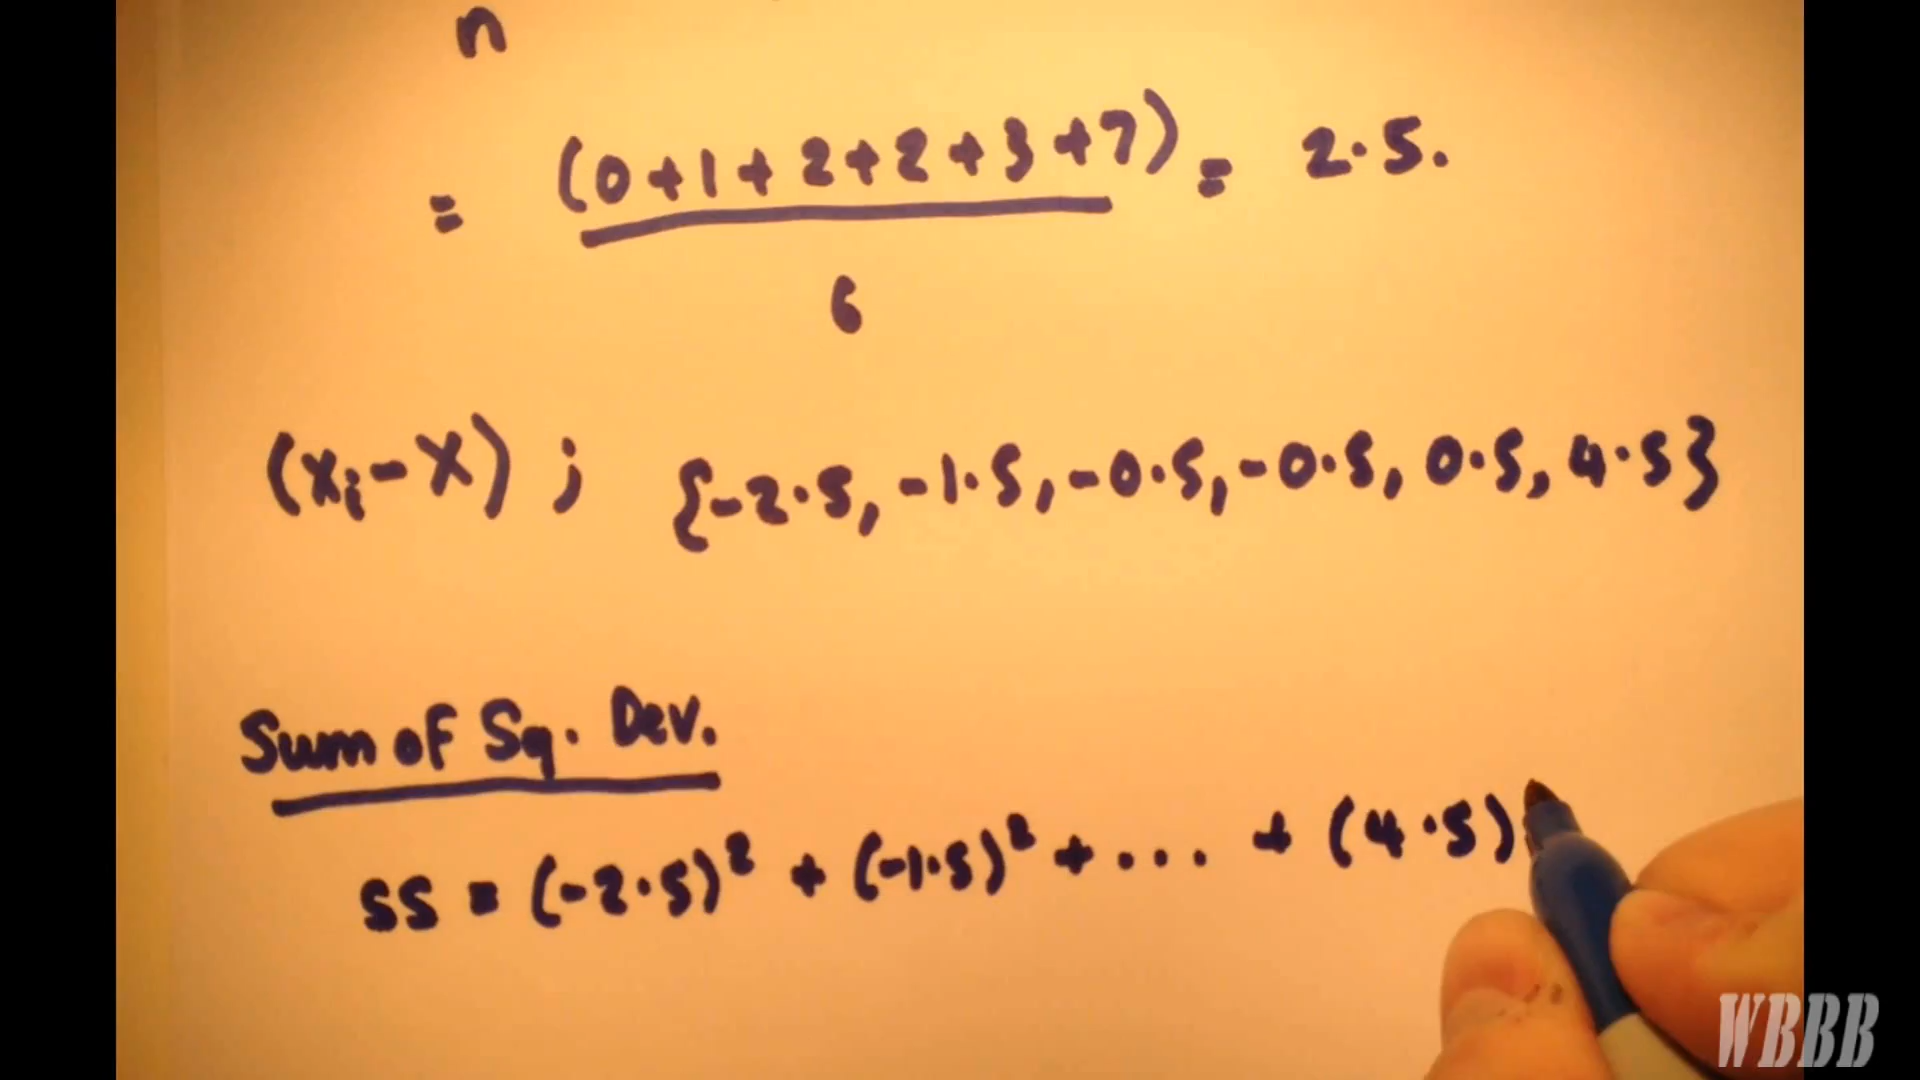 n
= (0+1+2+2+3+7) = 2.5.
6
(xi-X) ; {-2.5, -1.5, -0.5, -0.5, 0.5, 4.5}
Sum of Sq. Dev.
SS = (-2.5)² + (-1.5)² + ... + (4.5)
WBBB